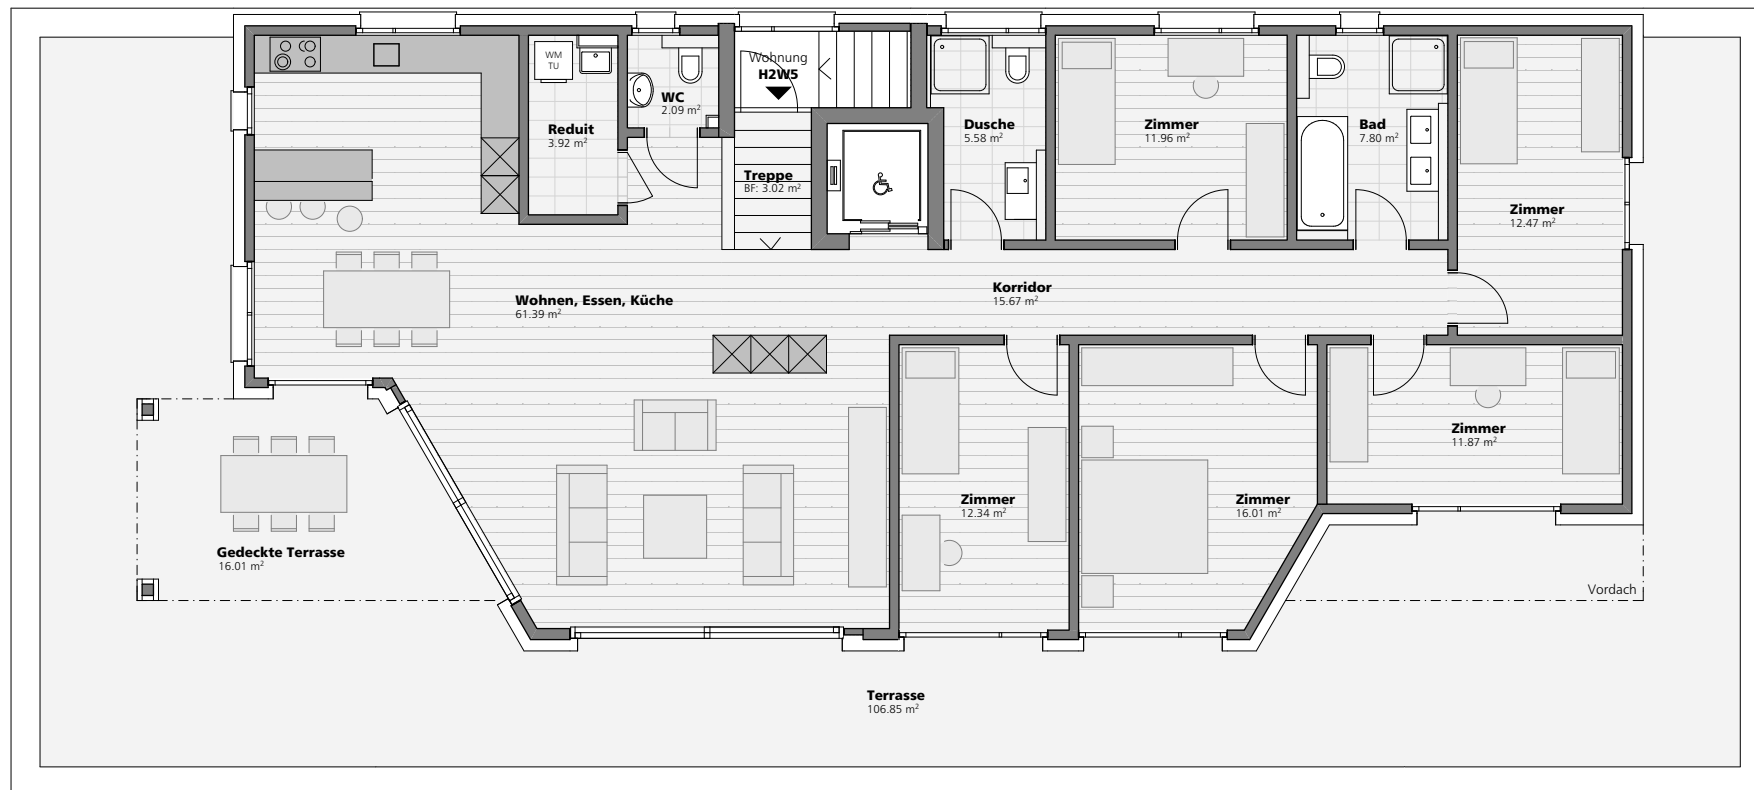 Wohnung
H2W5
WM
TU
WC
2.09 m²
Reduit
3.92 m²
Treppe
BF: 3.02 m²
Dusche
5.58 m²
Zimmer
11.96 m²
Bad
7.80 m²
Zimmer
12.47 m²
Wohnen, Essen, Küche
61.39 m²
Korridor
15.67 m²
Zimmer
11.87 m²
Zimmer
12.34 m²
Zimmer
16.01 m²
Gedeckte Terrasse
16.01 m²
Vordach
Terrasse
106.85 m²